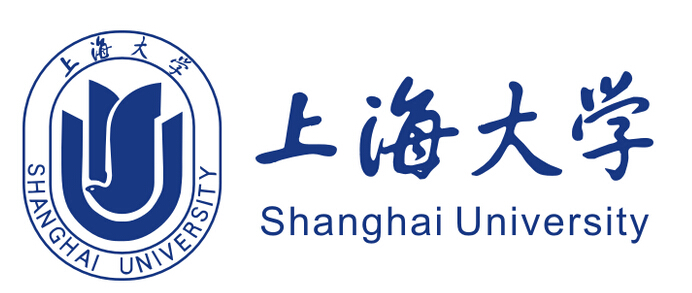 上海大学
SHANGHAI UNIVERSITY
上海大学
Shanghai University